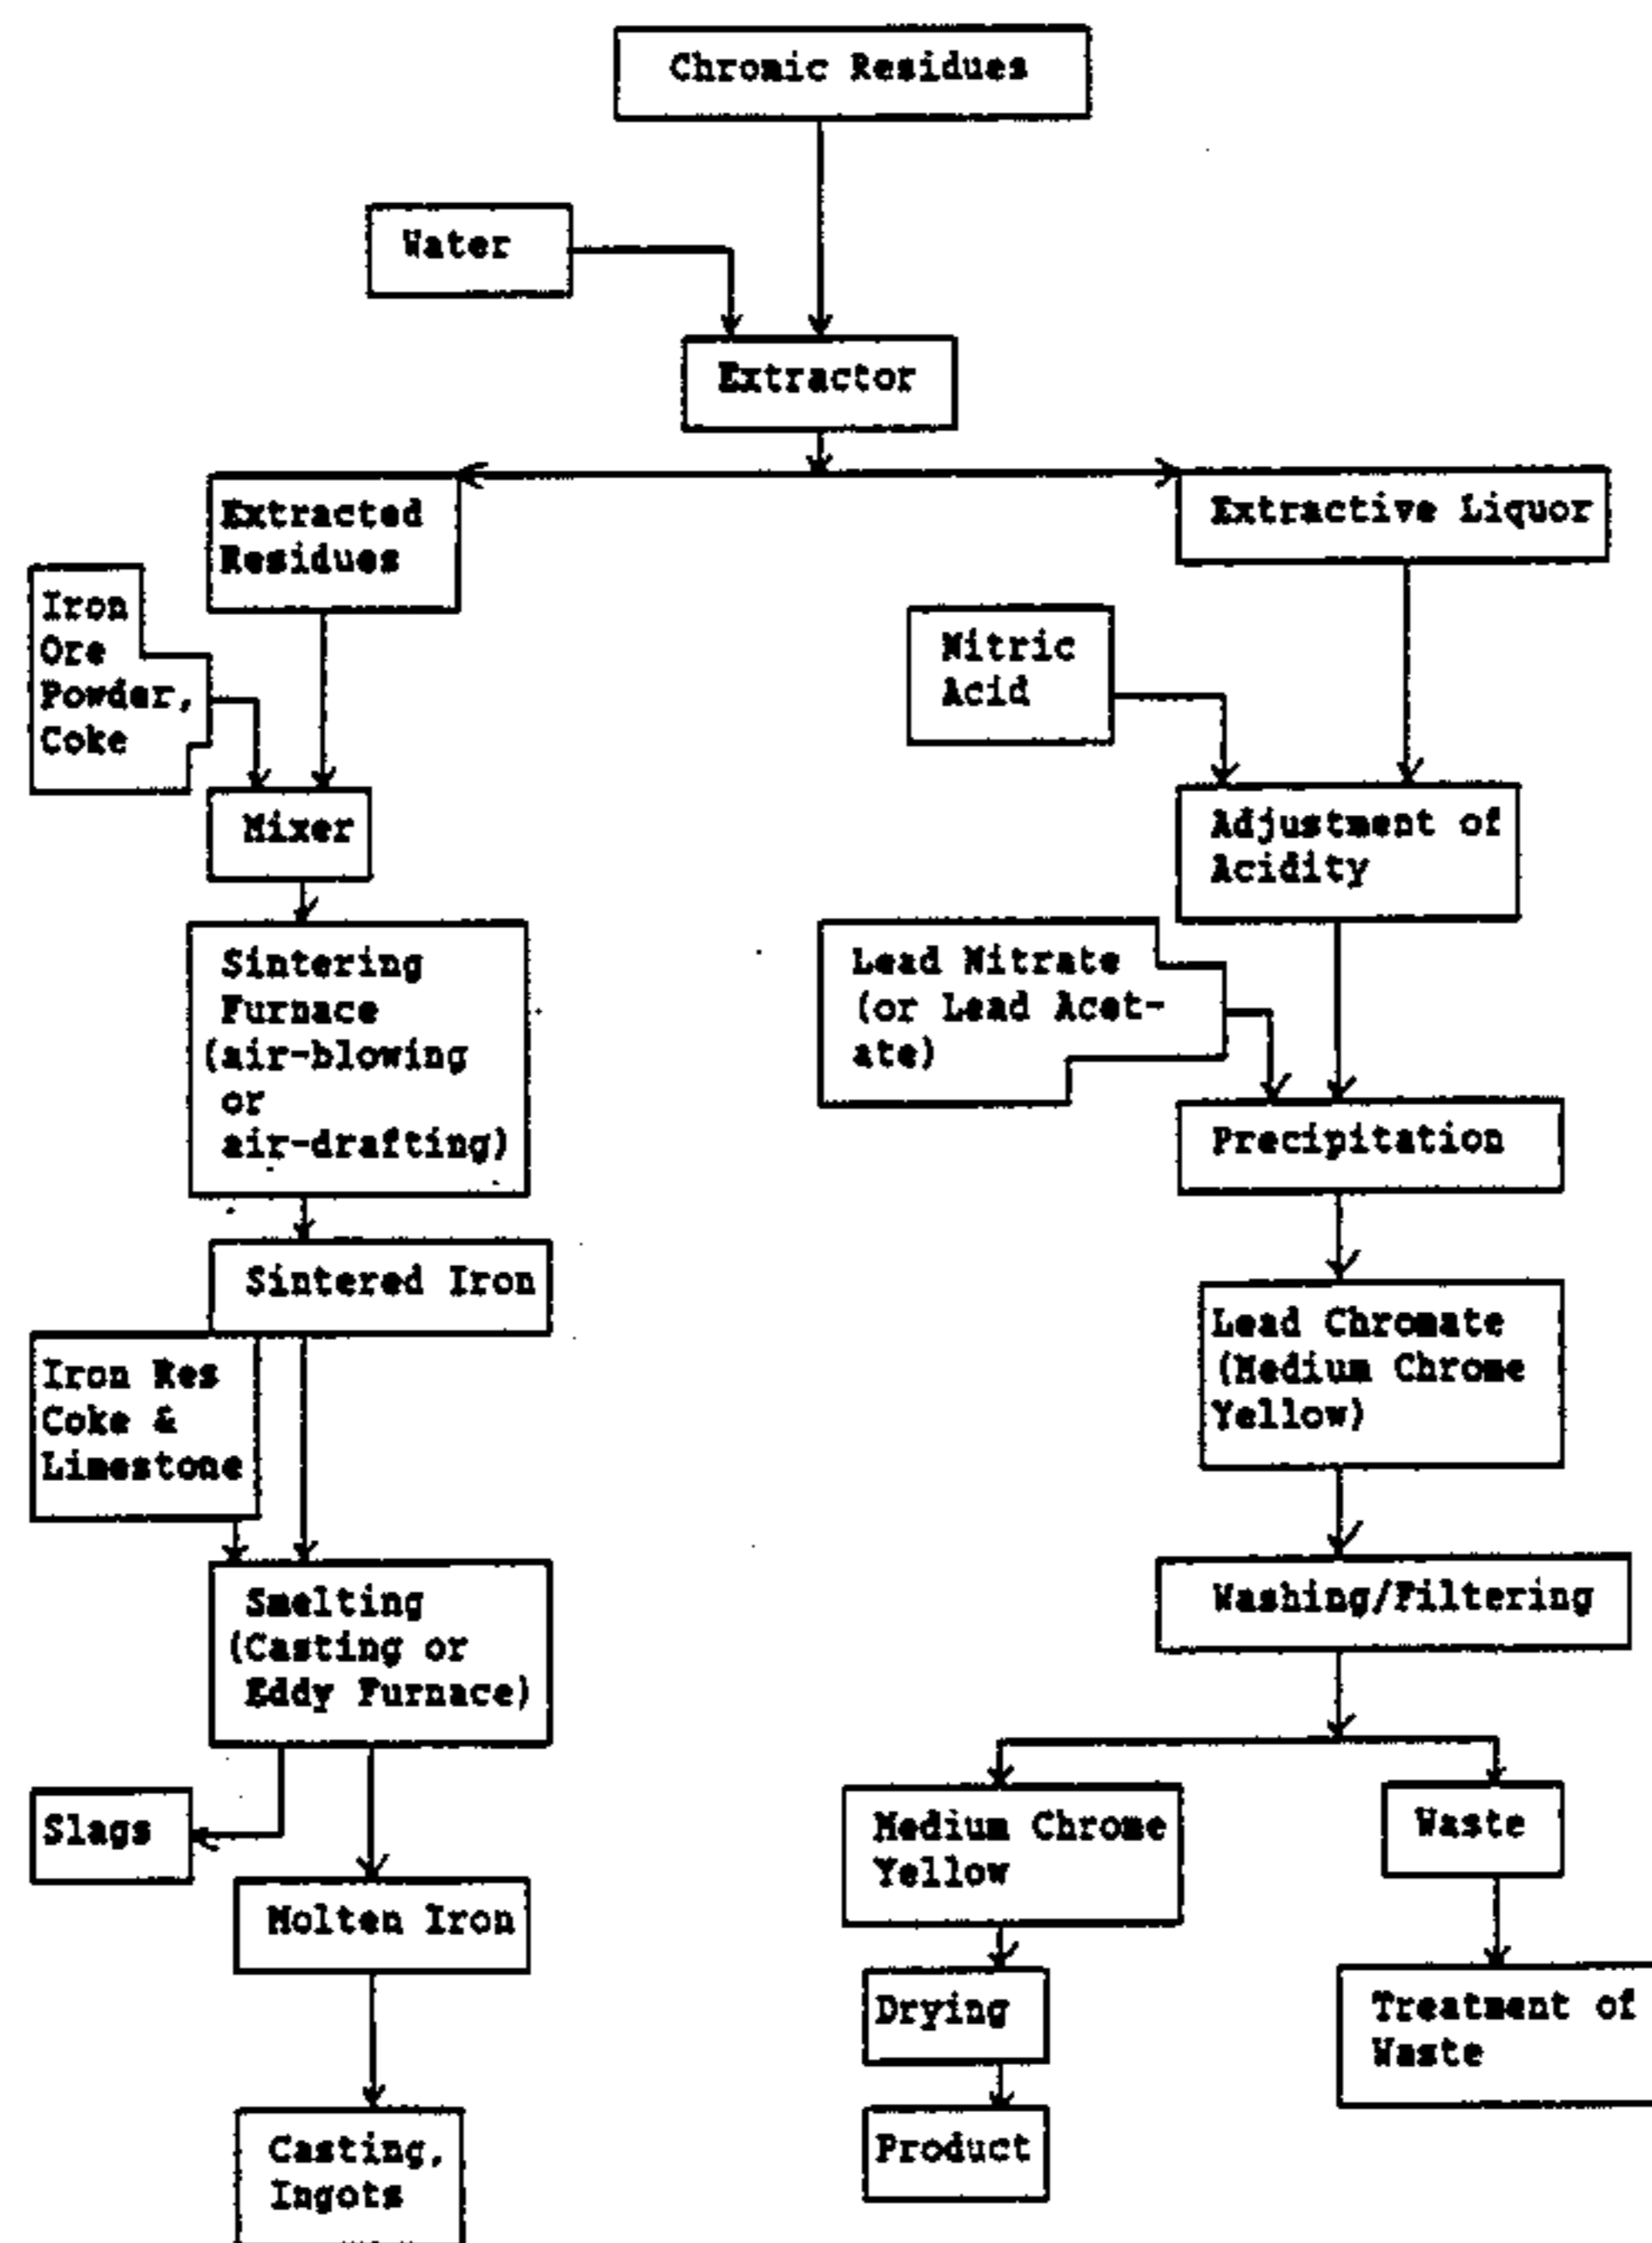 Chromic Residues
Water
Extractor
Extracted
Residues
Extractive Liquor
Iron
Ore
Powder,
Coke
Nitric
Acid
Mixer
Adjustment of
Acidity
Sintering
Furnace
(air-blowing
or
air-drafting)
Lead Nitrate
(or Lead Acet-
ate)
Precipitation
Sintered Iron
Lead Chromate
(Medium Chrome
Yellow)
Iron Res
Coke &
Limestone
Smelting
(Casting or
Eddy Furnace)
Washing/Filtering
Slags
Medium Chrome
Yellow
Waste
Molten Iron
Drying
Treatment of
Waste
Product
Casting,
Ingots